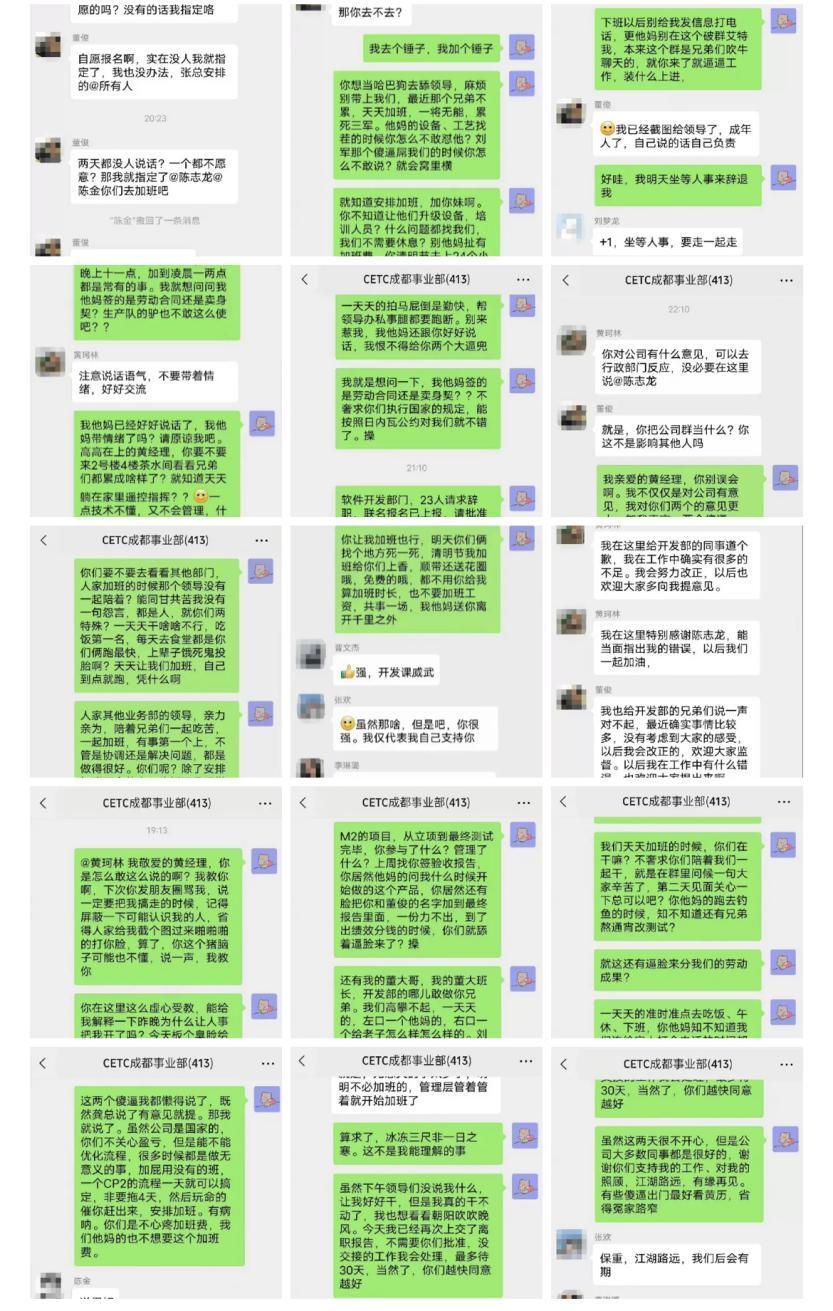 愿的吗？没有的话我指定咯
董俊
自愿报名啊，实在没人我就指
定了，我也没办法，张总安排
的@所有人
20:23
董俊
两天都没人说话？一个都不愿
意？那我就指定了@陈志龙@
陈金你们去加班吧
"陈金"撤回了一条消息
董俊
那你去不去？
我去个锤子，我加个锤子
你想当哈巴狗去舔领导，麻烦
别带上我们，最近那个兄弟不
累，天天加班，一将无能，累
死三军。他妈的设备、工艺找
茬的时候你怎么不敢怼他？刘
军那个傻逼屌我们的时候你怎
么不敢说？就会窝里横
就知道安排加班，加你妹啊。
你不知道让他们升级设备，培
训人员？什么问题都找我们，
我们不需要休息？别他妈扯有
下班以后别给我发信息打电
话，更他妈别在这个破群艾特
我，本来这个群是兄弟们吹牛
聊天的，就你来了就逼逼工
作，装什么上进，
董俊
我已经截图给领导了，成年
人了，自己说的话自己负责
好哇，我明天坐等人事来辞退
我
刘梦龙
+1，坐等人事，要走一起走
晚上十一点，加到凌晨一两点
都是常有的事。我就想问问我
他妈签的是劳动合同还是卖身
契？生产队的驴也不敢这么使
吧？？
黄珂林
注意说话语气，不要带着情
绪，好好交流
我他妈已经好好说话了，我他
妈带情绪了吗？请原谅我吧。
高高在上的黄经理，你要不要
来2号楼4楼茶水间看看兄弟
们都累成啥样了？就知道天天
躺在家里遥控指挥？？一
点技术不懂，又不会管理，什
CETC成都事业部(413)
一天天的拍马屁倒是勤快，帮
领导办私事腿都要跑断。别来
惹我，我他妈还跟你好好说
话，我恨不得给你两个大逼兜
我就是想问一下，我他妈签的
是劳动合同还是卖身契？？不
奢求你们执行国家的规定，能
按照日内瓦公约对我们就不错
了。操
21:10
软件开发部门，23人请求辞
职，联名报名已上报，请批准
CETC成都事业部(413)
22:10
黄珂林
你对公司有什么意见，可以去
行政部门反应，没必要在这里
说@陈志龙
董俊
就是，你把公司群当什么？你
这不是影响其他人吗
我亲爱的黄经理，你别误会
啊。我不仅仅是对公司有意
见，我对你们两个的意见更
CETC成都事业部(413)
你们要不要去看看其他部门，
人家加班的时候那个领导没有
一起陪着？能同甘共苦我没有
一句怨言，都是人，就你们两
特殊？一天天干啥啥不行，吃
饭第一名，每天去食堂都是你
们俩跑最快，上辈子饿死鬼投
胎啊？天天让我们加班，自己
到点就跑，凭什么啊
人家其他业务部的领导，亲力
亲为，陪着兄弟们一起吃苦，
一起加班，有事第一个上，不
管是协调还是解决问题，都是
做得很好。你们呢？除了安排
你让我加班也行，明天你们俩
找个地方死一死，清明节我加
班给你们上香，顺带还送花圈
哦，免费的哦，都不用你给我
算加班时长，也不要加班工
资，共事一场，我他妈送你离
开千里之外
晋文杰
强，开发课威武
张欢
虽然那啥，但是吧，你很
强。我仅代表我自己支持你
黄珂林
我在这里给开发部的同事道个
歉，我在工作中确实有很多的
不足。我会努力改正，以后也
欢迎大家多向我提意见。
黄珂林
我在这里特别感谢陈志龙，能
当面指出我的错误，以后我们
一起加油，
董俊
我也给开发部的兄弟们说一声
对不起，最近确实事情比较
多，没有考虑到大家的感受，
以后我会改正的，欢迎大家监
督。以后我在工作中有什么错
CETC成都事业部(413)
19:13
@黄珂林 我敬爱的黄经理，你
是怎么敢这么说的啊？我教你
啊，下次你发朋友圈骂我，说
一定要把我搞走的时候，记得
屏蔽一下可能认识我的人，省
得人家给我截个图过来啪啪啪
的打你脸，算了，你这个猪脑
子可能也不懂，说一声，我教
你
你在这里这么虚心受教，能给
我解释一下昨晚为什么让人事
把我开了吗？今天板个臭脸给
CETC成都事业部(413)
M2的项目，从立项到最终测试
完毕，你参与了什么？管理了
什么？上周找你签验收报告，
你居然他妈的问我什么时候开
始做的这个产品，你居然还有
脸把你和董俊的名字加到最终
报告里面，一份力不出，到了
出绩效分钱的时候，你们就舔
着逼脸来了？操
还有我的董大哥，我的董大班
长，开发部的哪儿敢做你兄
弟。我们高攀不起，一天天
的，左口一个他妈的，右口一
个给老子怎么样怎么样的。刘
CETC成都事业部(413)
我们天天加班的时候，你们在
干嘛？不奢求你们陪着我们一
起干，就是在群里问候一句大
家辛苦了，第二天见面关心一
下总可以吧？你他妈的跑去钓
鱼的时候，知不知道还有兄弟
熬通宵改测试？
就这还有逼脸来分我们的劳动
成果？
一天天的准时准点去吃饭、午
休、下班，你他妈知不知道我
CETC成都事业部(413)
这两个傻逼我都懒得说了，既
然龚总说了有意见就提。那我
就说了。虽然公司是国家的，
你们不关心盈亏，但是能不能
优化流程，很多时候都是做无
意义的事，加屁用没有的班，
一个CP2的流程一天就可以搞
定，非要拖4天，然后玩命的
催你赶出来，安排加班。有病
呐。你们是不心疼加班费，我
们他妈的也不想要这个加班
费。
陈金
CETC成都事业部(413)
明不必加班的，管理层管着管
着就开始加班了
算求了，冰冻三尺非一日之
寒。这不是我能理解的事
虽然下午领导们没说我什么，
让我好好干，但是我真的干不
动了，我也想看看朝阳吹吹晚
风。今天我已经再次上交了离
职报告，不需要你们批准，没
交接的工作我会处理，最多待
30天，当然了，你们越快同意
越好
CETC成都事业部(413)
30天，当然了，你们越快同意
越好
虽然这两天很不开心，但是公
司大多数同事都是很好的，谢
谢你们支持我的工作、对我的
照顾，江湖路远，有缘再见。
有些傻逼出门最好看黄历，省
得冤家路窄
张欢
保重，江湖路远，我们后会有
期